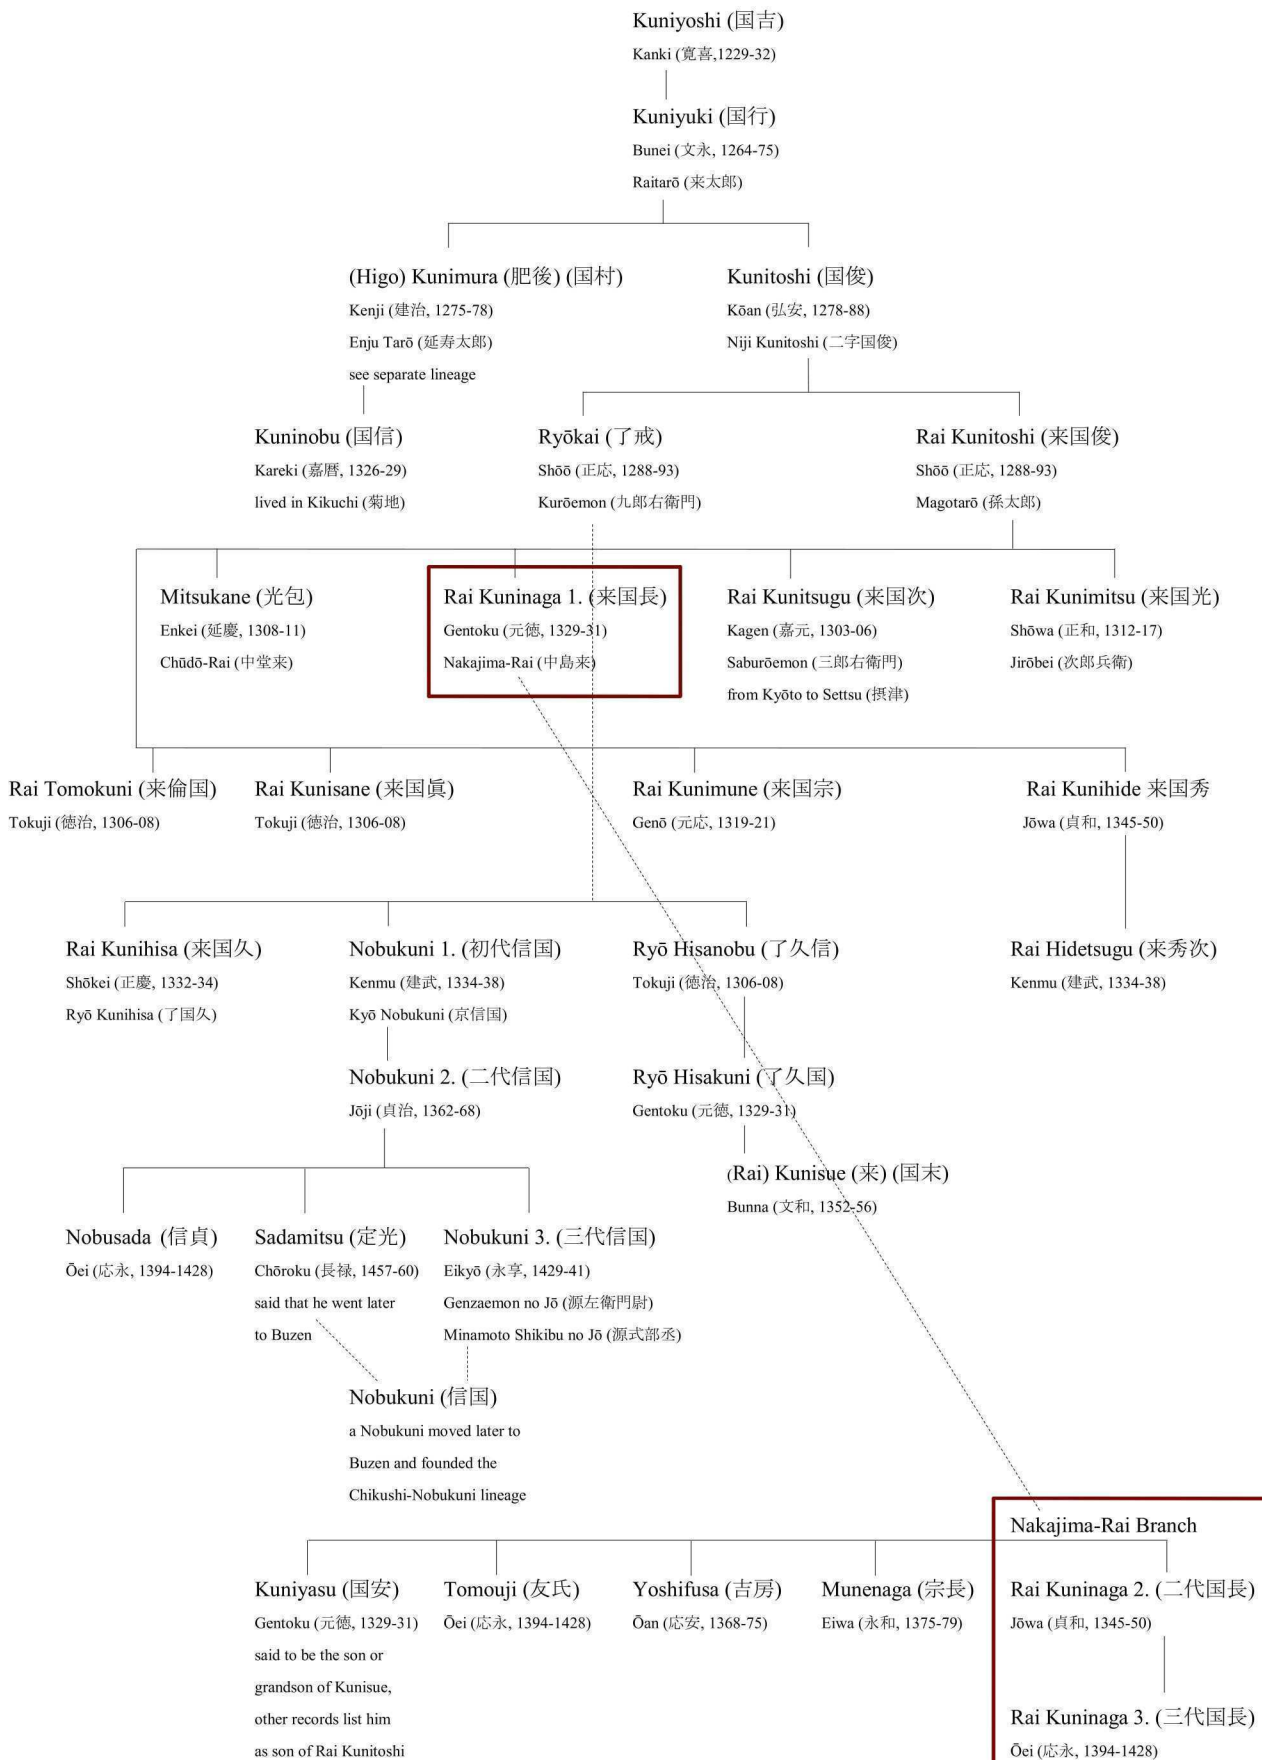 Kuniyoshi (国吉)
Kanki (寛喜,1229-32)
Kuniyuki (国行)
Bunei (文永, 1264-75)
Raitarō (来太郎)
(Higo) Kunimura (肥後) (国村)
Kenji (建治, 1275-78)
Enju Tarō (延寿太郎)
see separate lineage
Kunitoshi (国俊)
Kōan (弘安, 1278-88)
Niji Kunitoshi (二字国俊)
Kuninobu (国信)
Kareki (嘉暦, 1326-29)
lived in Kikuchi (菊地)
Ryōkai (了戒)
Shōō (正応, 1288-93)
Kurōemon (九郎右衛門)
Rai Kunitoshi (来国俊)
Shōō (正応, 1288-93)
Magotarō (孫太郎)
Mitsukane (光包)
Enkei (延慶, 1308-11)
Chūdō-Rai (中堂来)
Rai Kuninaga 1. (来国長)
Gentoku (元徳, 1329-31)
Nakajima-Rai (中島来)
Rai Kunitsugu (来国次)
Kagen (嘉元, 1303-06)
Saburōemon (三郎右衛門)
from Kyōto to Settsu (摂津)
Rai Kunimitsu (来国光)
Shōwa (正和, 1312-17)
Jirōbei (次郎兵衛)
Rai Tomokuni (来倫国)
Tokuji (徳治, 1306-08)
Rai Kunisane (来国眞)
Tokuji (徳治, 1306-08)
Rai Kunimune (来国宗)
Genō (元応, 1319-21)
Rai Kunihide 来国秀
Jōwa (貞和, 1345-50)
Rai Kunihisa (来国久)
Shōkei (正慶, 1332-34)
Ryō Kunihisa (了国久)
Nobukuni 1. (初代信国)
Kenmu (建武, 1334-38)
Kyō Nobukuni (京信国)
Ryō Hisanobu (了久信)
Tokuji (徳治, 1306-08)
Rai Hidetsugu (来秀次)
Kenmu (建武, 1334-38)
Nobukuni 2. (二代信国)
Jōji (貞治, 1362-68)
Ryō Hisakuni (了久国)
Gentoku (元徳, 1329-31)
(Rai) Kunisue (来) (国末)
Bunna (文和, 1352-56)
Nobusada (信貞)
Ōei (応永, 1394-1428)
Sadamitsu (定光)
Chōroku (長禄, 1457-60)
said that he went later
to Buzen
Nobukuni 3. (三代信国)
Eikyō (永享, 1429-41)
Genzaemon no Jō (源左衛門尉)
Minamoto Shikibu no Jō (源式部丞)
Nobukuni (信国)
a Nobukuni moved later to
Buzen and founded the
Chikushi-Nobukuni lineage
Nakajima-Rai Branch
Kuniyasu (国安)
Gentoku (元徳, 1329-31)
said to be the son or
grandson of Kunisue,
other records list him
as son of Rai Kunitoshi
Tomouji (友氏)
Ōei (応永, 1394-1428)
Yoshifusa (吉房)
Ōan (応安, 1368-75)
Munenaga (宗長)
Eiwa (永和, 1375-79)
Rai Kuninaga 2. (二代国長)
Jōwa (貞和, 1345-50)
Rai Kuninaga 3. (三代国長)
Ōei (応永, 1394-1428)